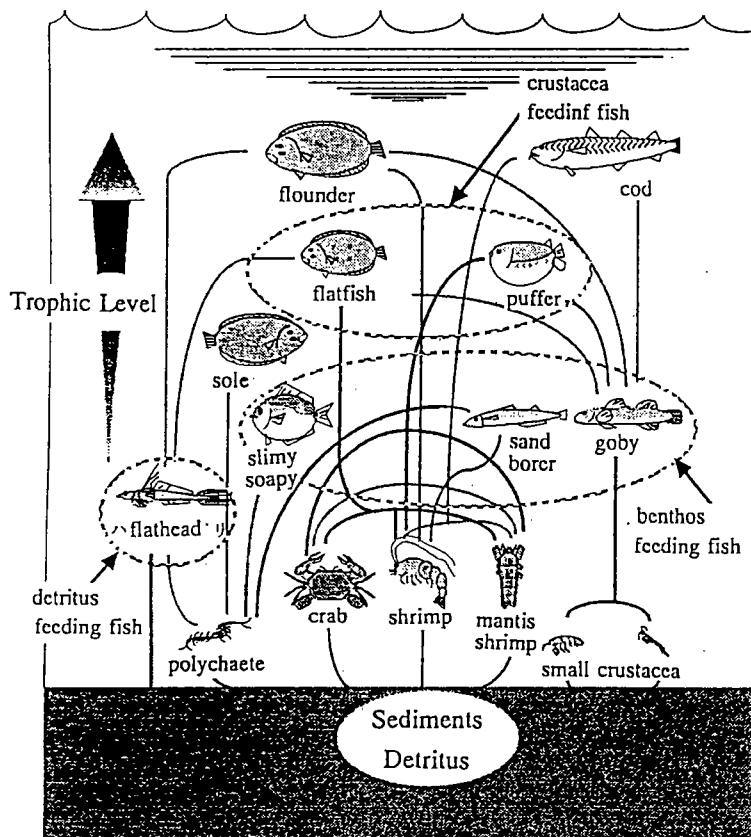 crustacea
feedinf fish
flounder
cod
Trophic Level
flatfish
puffer
sole
slimy
soapy
sand
borer
goby
flathead
benthos
feeding fish
detritus
feeding fish
polychaete
crab
shrimp
mantis
shrimp
small crustacea
Sediments
Detritus